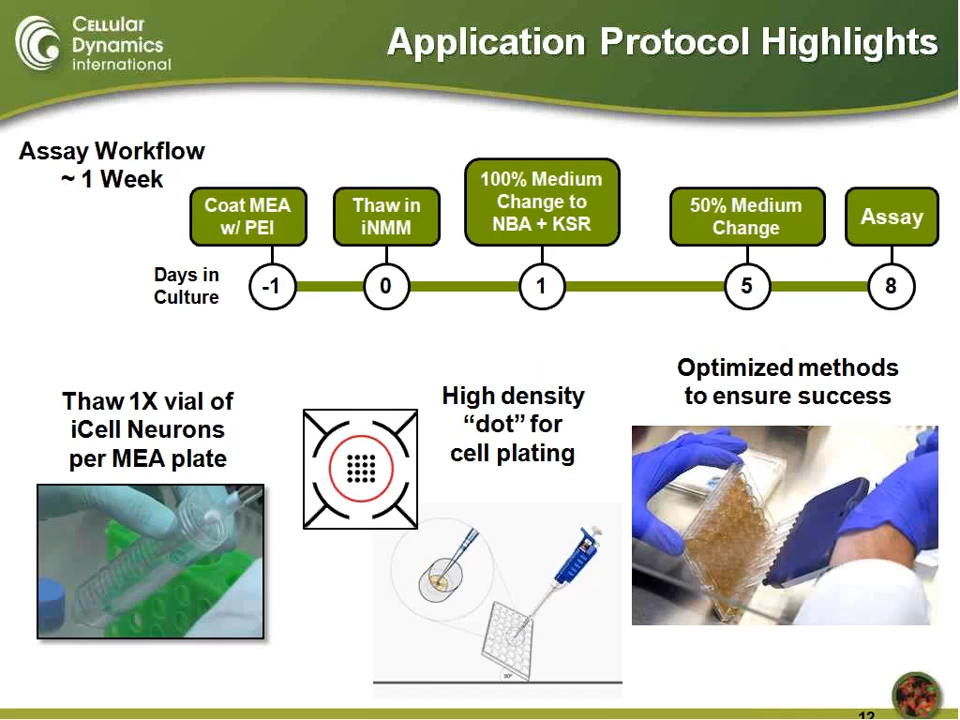 Cellular
Dynamics
international
Application Protocol Highlights
Assay Workflow
~ 1 Week
Coat MEA
w/ PEI
Thaw in
iNMM
100% Medium
Change to
NBA + KSR
50% Medium
Change
Assay
Days in
Culture
-1
0
1
5
8
Thaw 1X vial of
iCell Neurons
per MEA plate
High density
“dot” for
cell plating
Optimized methods
to ensure success
30°
12